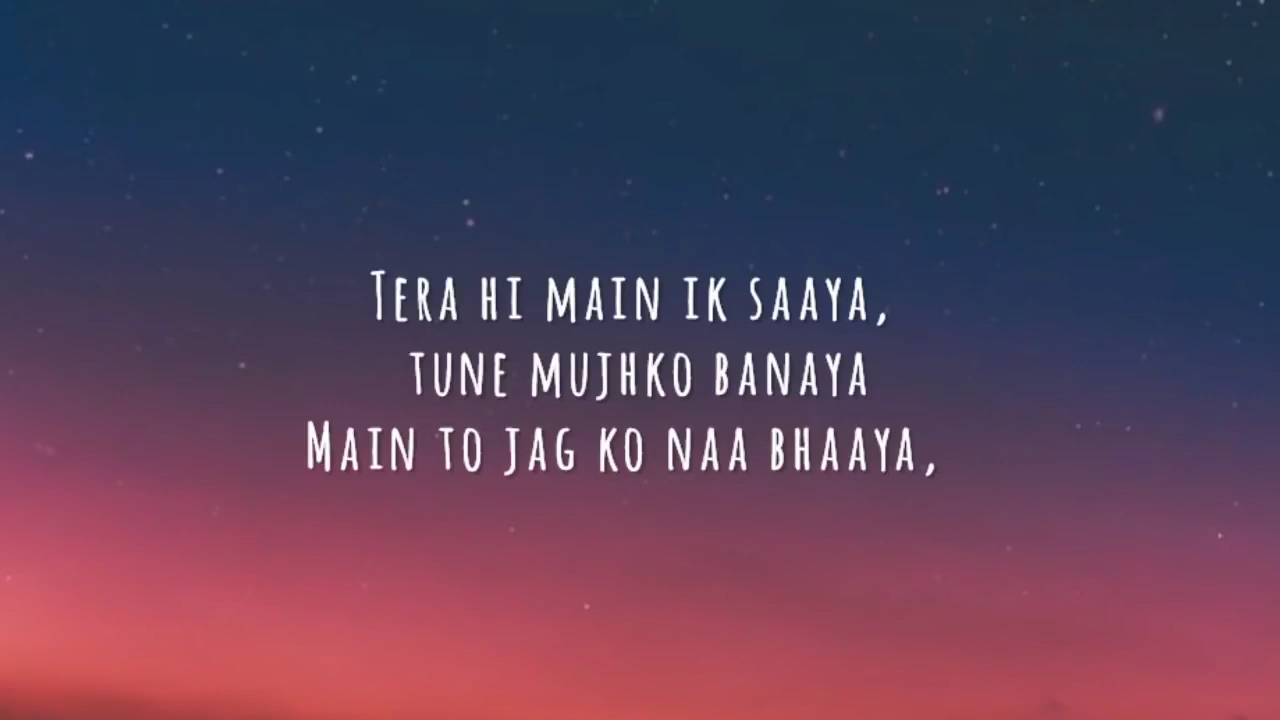 Tera hi main ik saaya,
tune mujhko banaya
Main to jag ko naa bhaaya,